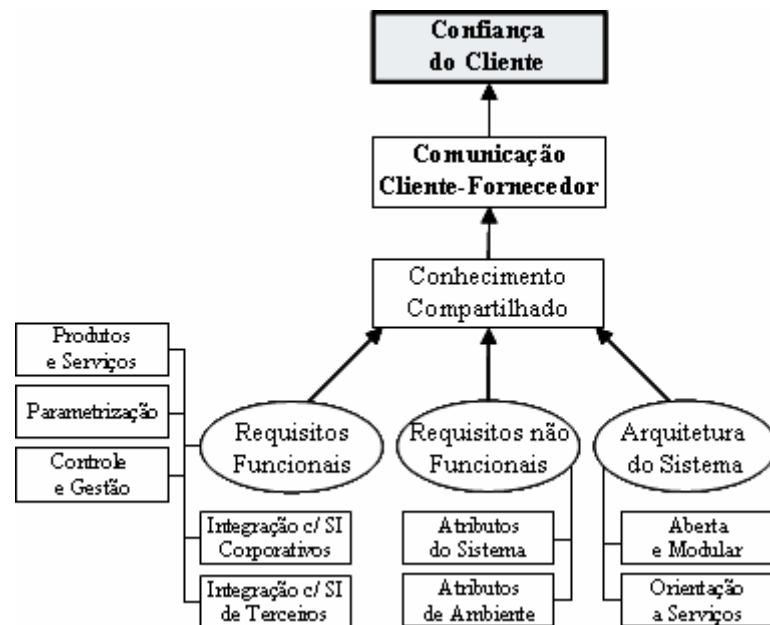 Confiança
do Cliente
Comunicação
Cliente-Fornecedor
Conhecimento
Compartilhado
Produtos
e Serviços
Parametrização
Controle
e Gestão
Requisitos
Funcionais
Requisitos não
Funcionais
Arquitetura
do Sistema
Integração c/ SI
Corporativos
Integração c/ SI
de Terceiros
Atributos
do Sistema
Atributos
de Ambiente
Aberta
e Modular
Orientação
a Serviços